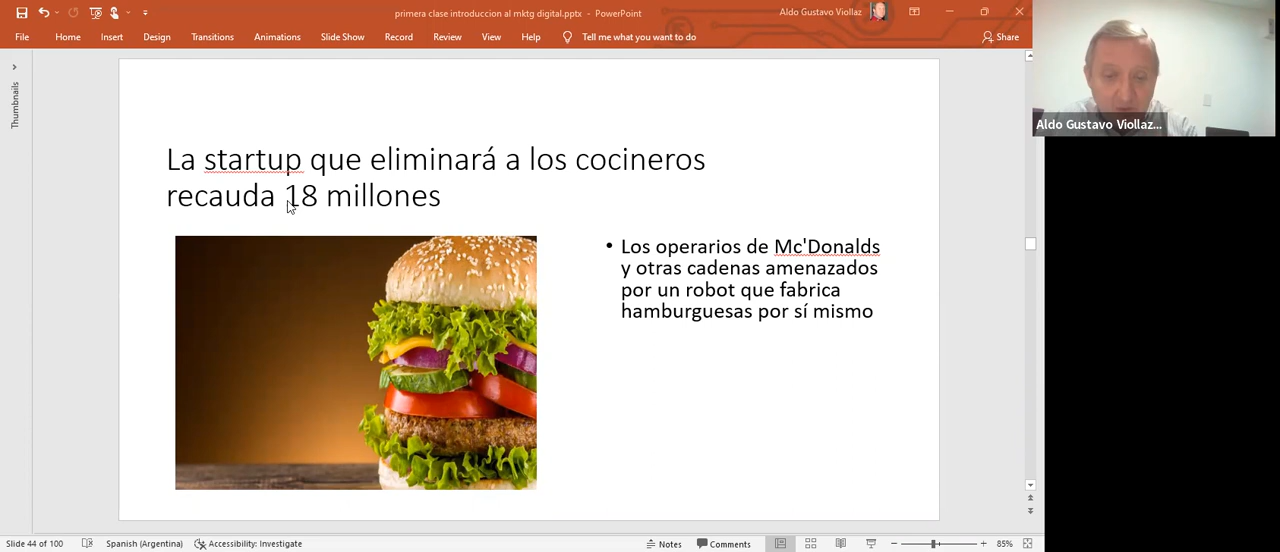 primera clase introduccion al mktg digital.pptx - PowerPoint
Aldo Gustavo Viollaz
File Home Insert Design Transitions Animations Slide Show Record Review View Help Tell me what you want to do Share
Thumbnails
Aldo Gustavo Viollaz...
La startup que eliminará a los cocineros
recauda 18 millones
• Los operarios de Mc'Donalds
y otras cadenas amenazados
por un robot que fabrica
hamburguesas por sí mismo
Slide 44 of 100 Spanish (Argentina) Accessibility: Investigate Notes Comments 85%